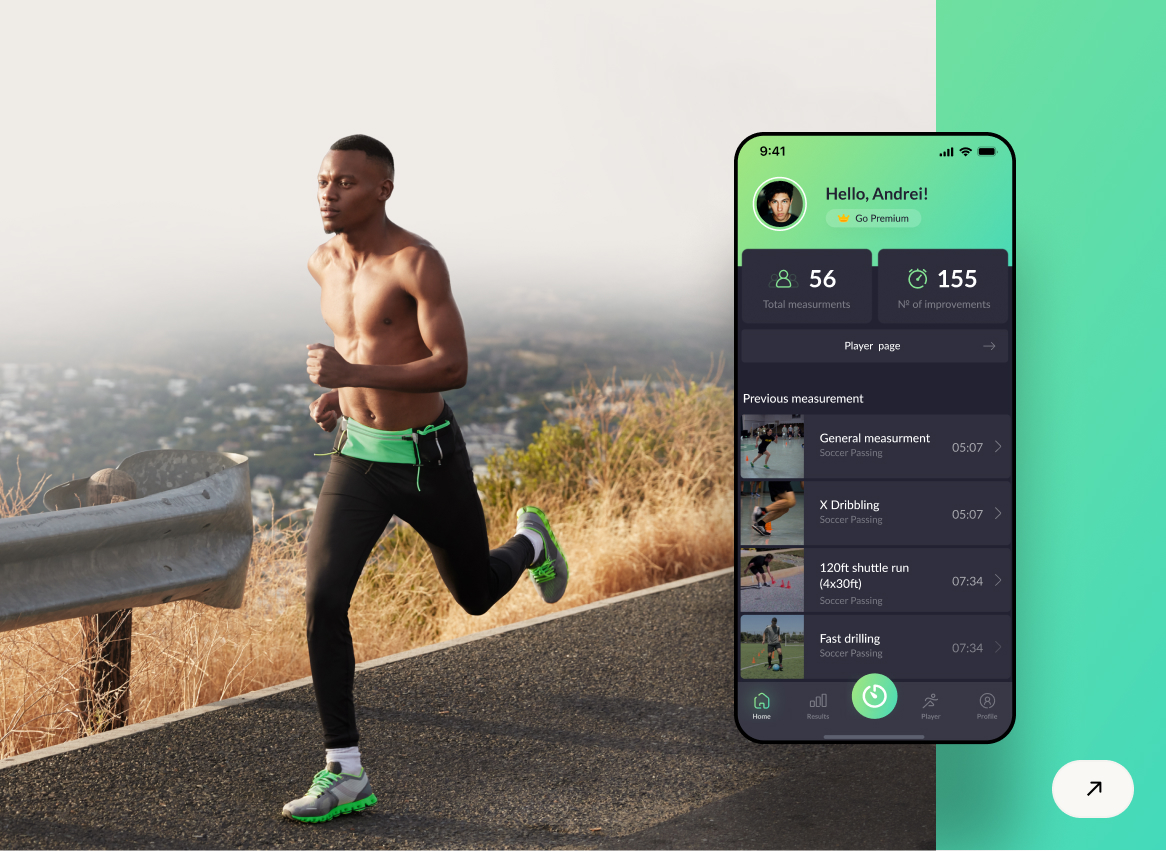 9:41
Hello, Andrei!
Go Premium
56
Total measurments
155
Nº of improvements
Player page
Previous measurement
General measurment
Soccer Passing
05:07
X Dribbling
Soccer Passing
05:07
120ft shuttle run
(4x30ft)
Soccer Passing
07:34
Fast drilling
Soccer Passing
07:34
Home
Results
Player
Profile